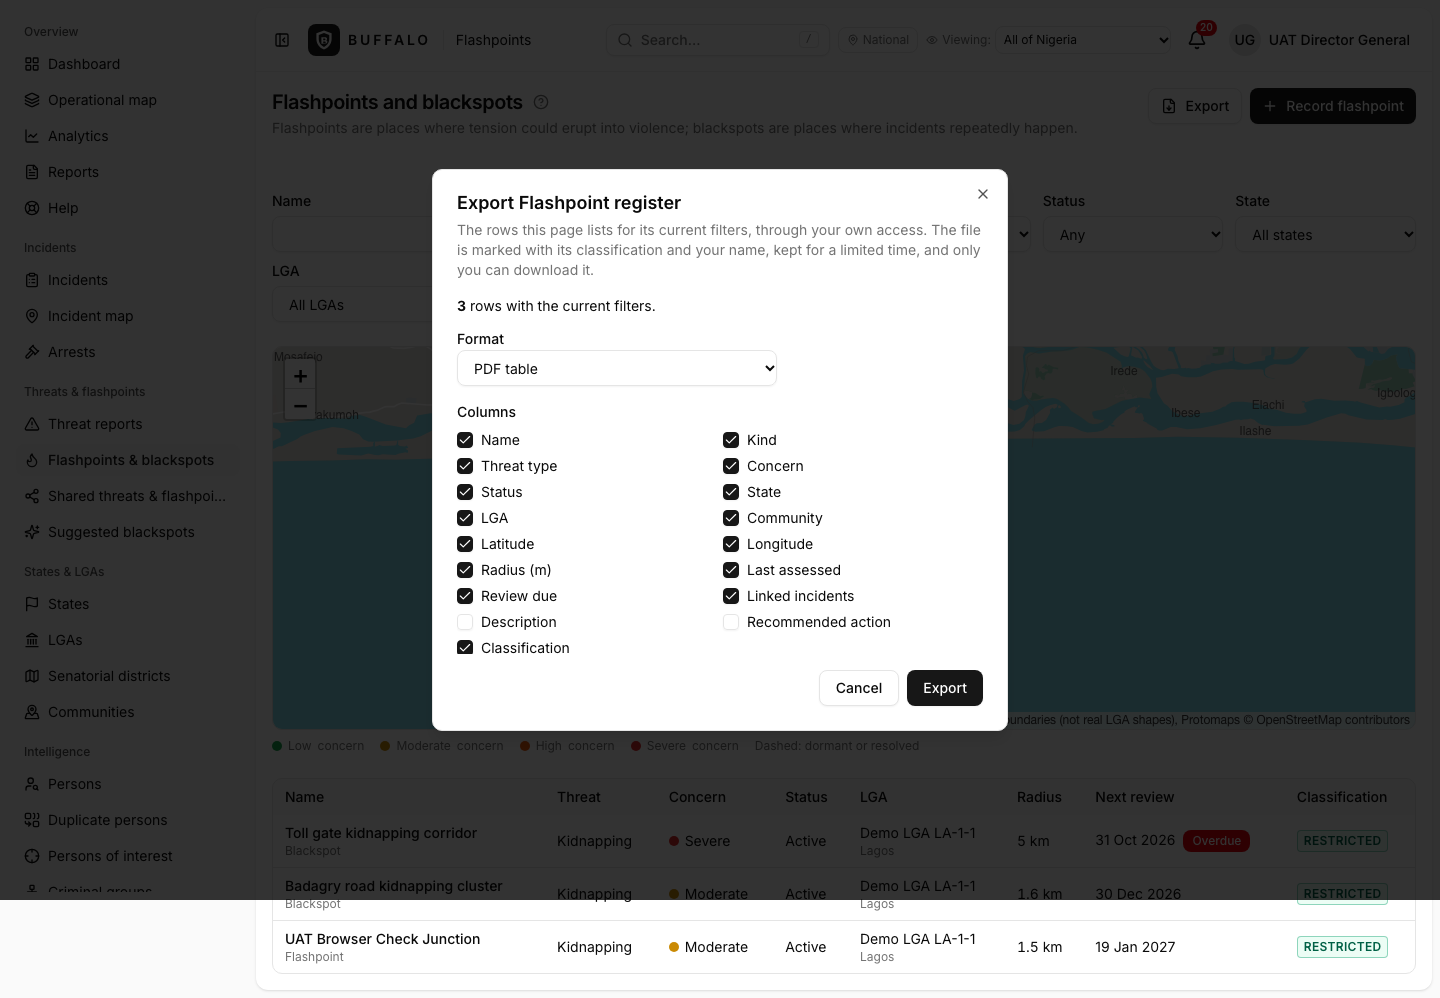 Overview
Dashboard
Operational map
Analytics
Reports
Help
Incidents
Incidents
Incident map
Arrests
Threats & flashpoints
Threat reports
Flashpoints & blackspots
Shared threats & flashpoi...
Suggested blackspots
States & LGAs
States
LGAs
Senatorial districts
Communities
Intelligence
Persons
Duplicate persons
Persons of interest
Criminal groups
BUFFALO
Flashpoints
Search...
/
National
Viewing:
All of Nigeria
20
UG
UAT Director General
Flashpoints and blackspots
Flashpoints are places where tension could erupt into violence; blackspots are places where incidents repeatedly happen.
Export
Record flashpoint
Name
Status
State
Any
All states
LGA
All LGAs
Export Flashpoint register
The rows this page lists for its current filters, through your own access. The file
is marked with its classification and your name, kept for a limited time, and only
you can download it.
3 rows with the current filters.
Format
PDF table
Columns
Name
Kind
Threat type
Concern
Status
State
LGA
Community
Latitude
Longitude
Radius (m)
Last assessed
Review due
Linked incidents
Description
Recommended action
Classification
Cancel
Export
+
−
Mosafejo
akumoh
Irede
Igbolog
Ibese
Elachi
Ilashe
undaries (not real LGA shapes), Protomaps © OpenStreetMap contributors
Low concern
Moderate concern
High concern
Severe concern
Dashed: dormant or resolved
Name Threat Concern Status LGA Radius Next review Classification
Toll gate kidnapping corridor
Blackspot
Kidnapping
Severe
Active
Demo LGA LA-1-1
Lagos
5 km
31 Oct 2026
Overdue
RESTRICTED
Badagry road kidnapping cluster
Blackspot
Kidnapping
Moderate
Active
Demo LGA LA-1-1
Lagos
1.6 km
30 Dec 2026
RESTRICTED
UAT Browser Check Junction
Flashpoint
Kidnapping
Moderate
Active
Demo LGA LA-1-1
Lagos
1.5 km
19 Jan 2027
RESTRICTED